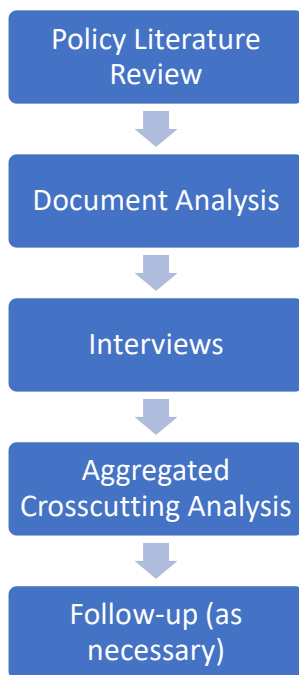 Policy Literature
Review
Document Analysis
Interviews
Aggregated
Crosscutting Analysis
Follow-up (as
necessary)